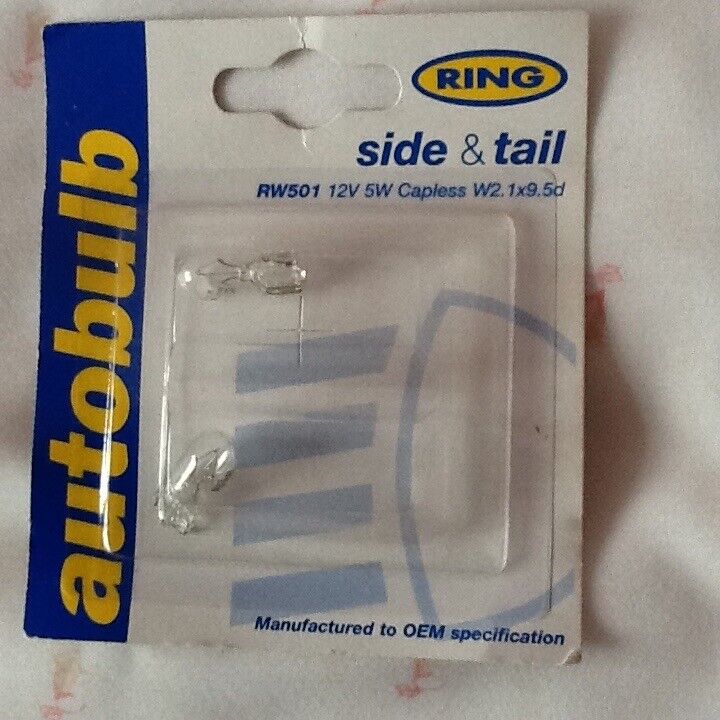 autobulb
RING
side & tail
RW501 12V 5W Capless W2.1x9.5d
Manufactured to OEM specification